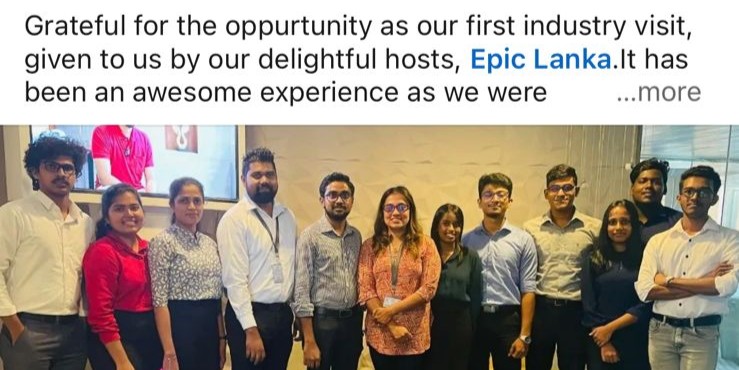 Grateful for the oppurtunity as our first industry visit,
given to us by our delightful hosts, Epic Lanka.It has
been an awesome experience as we were ...more